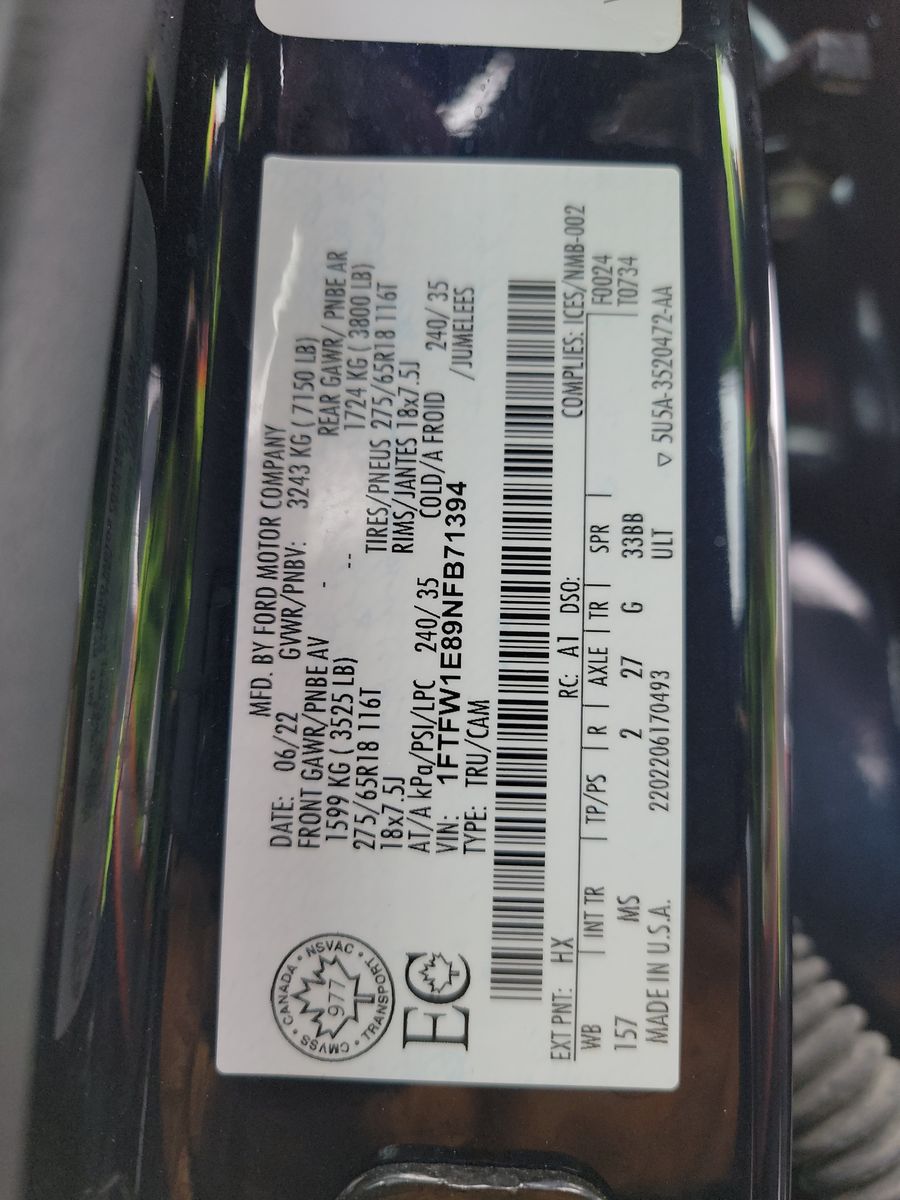 MFD. BY FORD MOTOR COMPANY
DATE: 06/22 GVWR/PNBV: 3243 KG ( 7150 LB)
FRONT GAWR/PNBE AV REAR GAWR/ PNBE AR
1599 KG ( 3525 LB) - 1724 KG ( 3800 LB)
275/65R18 116T -- TIRES/PNEUS 275/65R18 116T
18x7.5J RIMS/JANTES 18x7.5J
AT/A kPa/PSI/LPC 240/ 35 COLD/A FROID 240/ 35
VIN: 1FTFW1E89NFB71394 /JUMELEES
TYPE: TRU/CAM
CANADA • NSVAC • TRANSPORT • CMVSS •
977
EC
EXT PNT: HX RC: A1 DSO: COMPLIES: ICES/NMB-002
WB INT TR TP/PS R AXLE TR SPR F0024
157 MS 2 27 G 33BB T0734
MADE IN U.S.A. 2202206170493 ULT ▽ 5U5A-3520472-AA